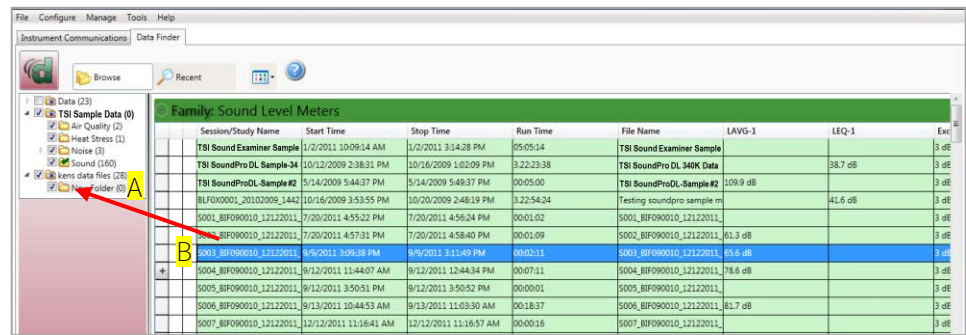 File Configure Manage Tools Help
Instrument Communications Data Finder
Browse Recent
Data (23)
TSI Sample Data (0)
Air Quality (2)
Heat Stress (1)
Noise (3)
Sound (160)
kens data files (28)
New Folder (0)
A
B
Family: Sound Level Meters
Session/Study Name Start Time Stop Time Run Time File Name LAVG-1 LEQ-1 Exc
TSI Sound Examiner Sample 1/2/2011 10:09:14 AM 1/2/2011 3:14:28 PM 05:05:14 TSI Sound Examiner Sample 3 dB
TSI SoundPro DL Sample-34 10/12/2009 2:38:31 PM 10/16/2009 1:02:09 PM 3.22:23:38 TSI SoundPro DL 340K Data 38.7 dB 3 dB
TSI SoundProDL-Sample#2 5/14/2009 5:44:37 PM 5/14/2009 5:49:37 PM 00:05:00 TSI SoundProDL-Sample#2 109.9 dB 3 dB
BLF0X0001_20102009_1442 10/16/2009 3:53:55 PM 10/20/2009 2:48:19 PM 3.22:54:24 Testing soundpro sample m 41.6 dB 3 dB
S001_BIF090010_12122011_ 7/20/2011 4:55:22 PM 7/20/2011 4:56:24 PM 00:01:02 S001_BIF090010_12122011_ 3 dB
S002_BIF090010_12122011_ 7/20/2011 4:57:31 PM 7/20/2011 4:58:40 PM 00:01:09 S002_BIF090010_12122011_ 61.3 dB 3 dB
S003_BIF090010_12122011_ 9/9/2011 3:09:38 PM 9/9/2011 3:11:49 PM 00:02:11 S003_BIF090010_12122011_ 65.6 dB 3 dB
S004_BIF090010_12122011_ 9/12/2011 11:44:07 AM 9/12/2011 12:44:34 PM 00:07:11 S004_BIF090010_12122011_ 78.6 dB 3 dB
S005_BIF090010_12122011_ 9/12/2011 3:50:51 PM 9/12/2011 3:50:52 PM 00:00:01 S005_BIF090010_12122011_ 3 dB
S006_BIF090010_12122011_ 9/13/2011 10:44:53 AM 9/13/2011 11:03:30 AM 00:18:37 S006_BIF090010_12122011_ 81.7 dB 3 dB
S007_BIF090010_12122011_ 12/12/2011 11:16:41 AM 12/12/2011 11:16:57 AM 00:00:16 S007_BIF090010_12122011_ 3 dB